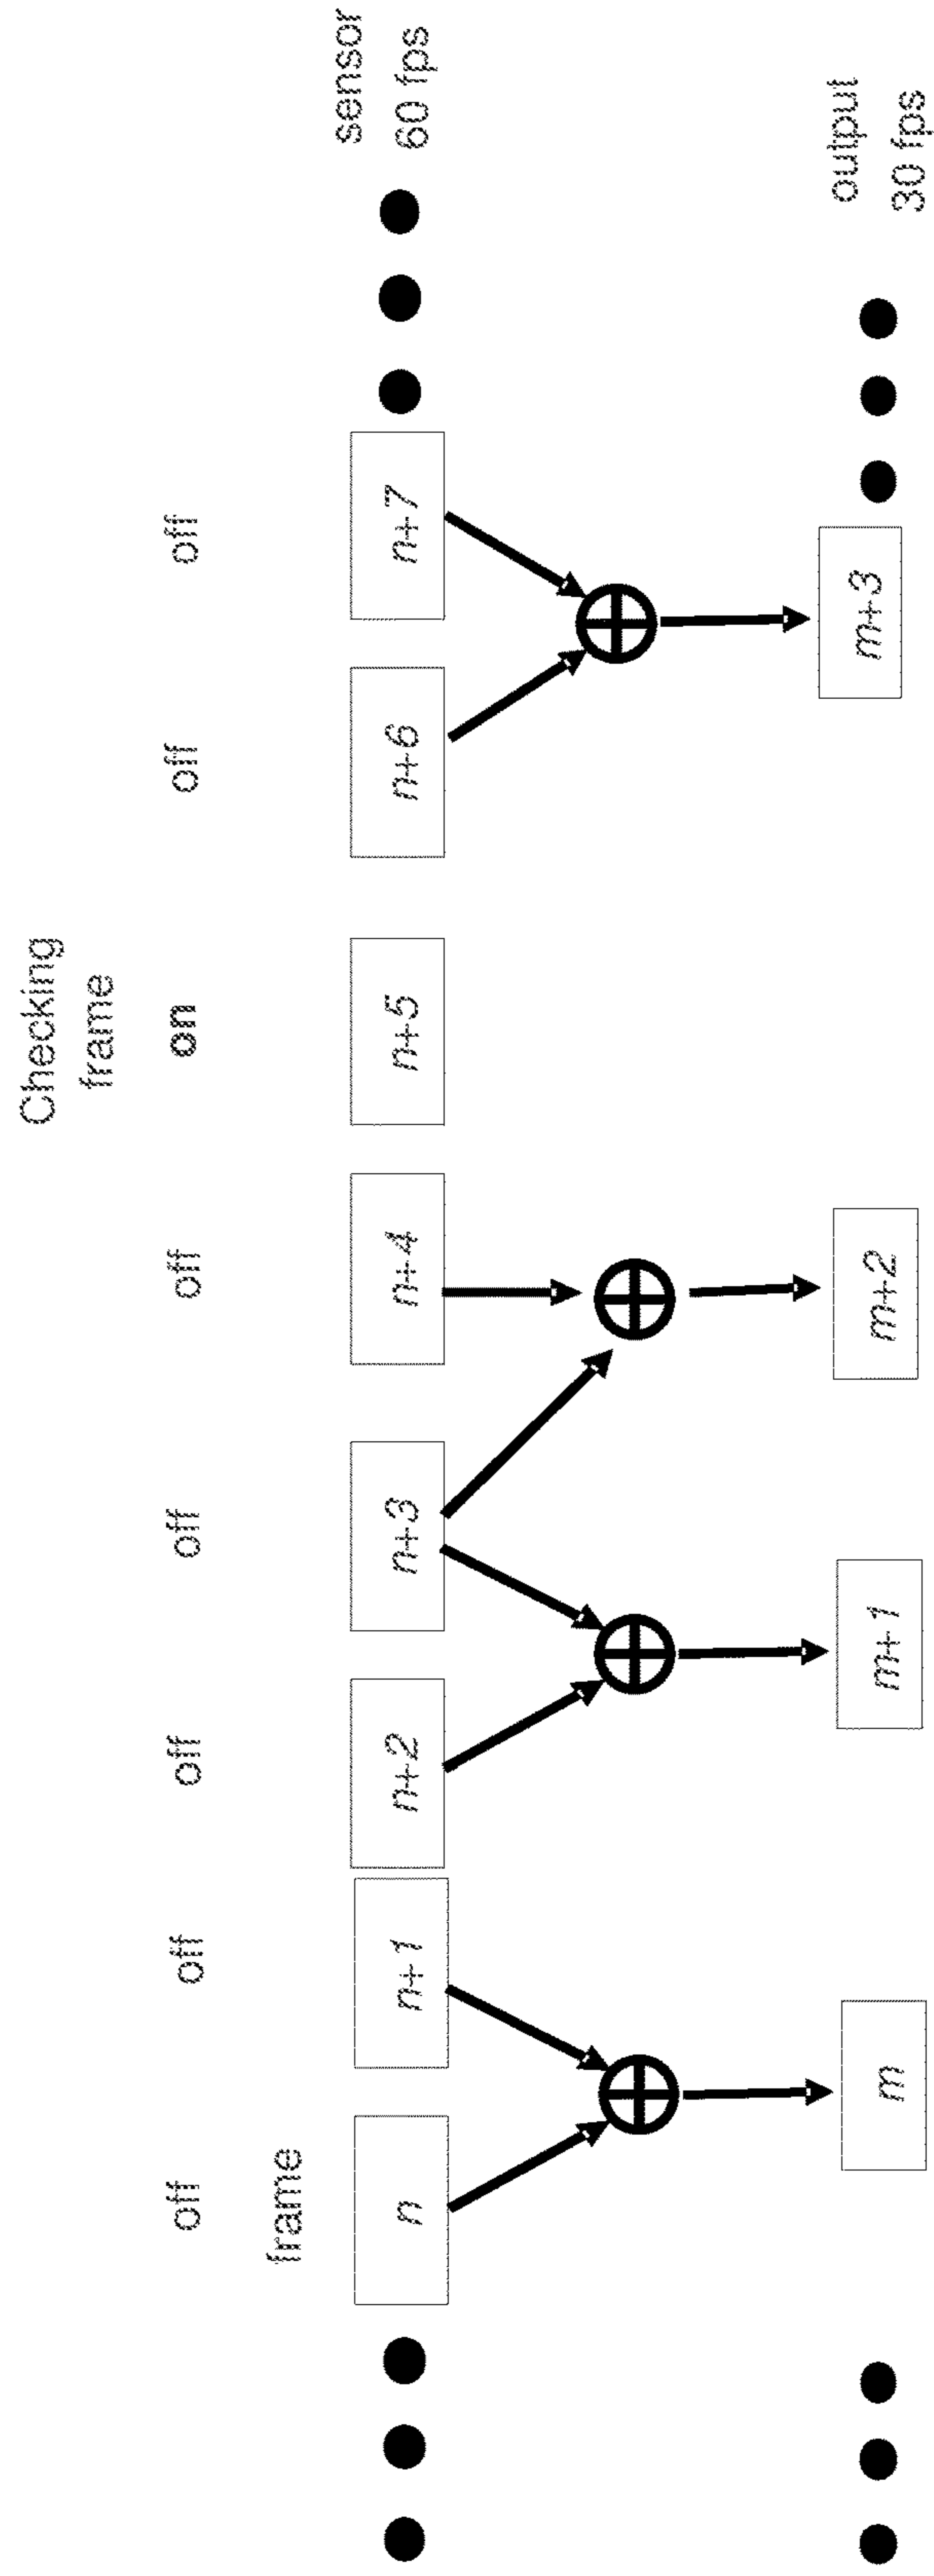 Checking
frame
off off off off off on off off
frame
sensor
60 fps
n n+1 n+2 n+3 n+4 n+5 n+6 n+7
output
30 fps
m m+1 m+2 m+3